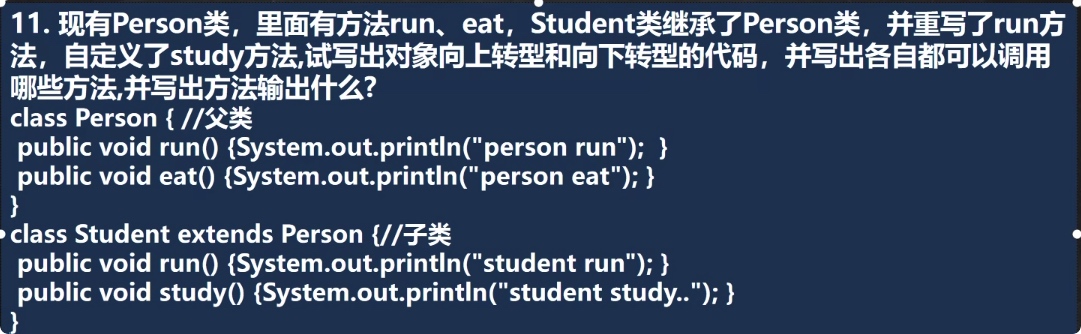 11. 现有Person类，里面有方法run、eat，Student类继承了Person类，并重写了run方
法，自定义了study方法,试写出对象向上转型和向下转型的代码，并写出各自都可以调用
哪些方法,并写出方法输出什么?
class Person { //父类
public void run() {System.out.println("person run");  }
public void eat() {System.out.println("person eat"); }
}
class Student extends Person {//子类
public void run() {System.out.println("student run"); }
public void study() {System.out.println("student study.."); }
}